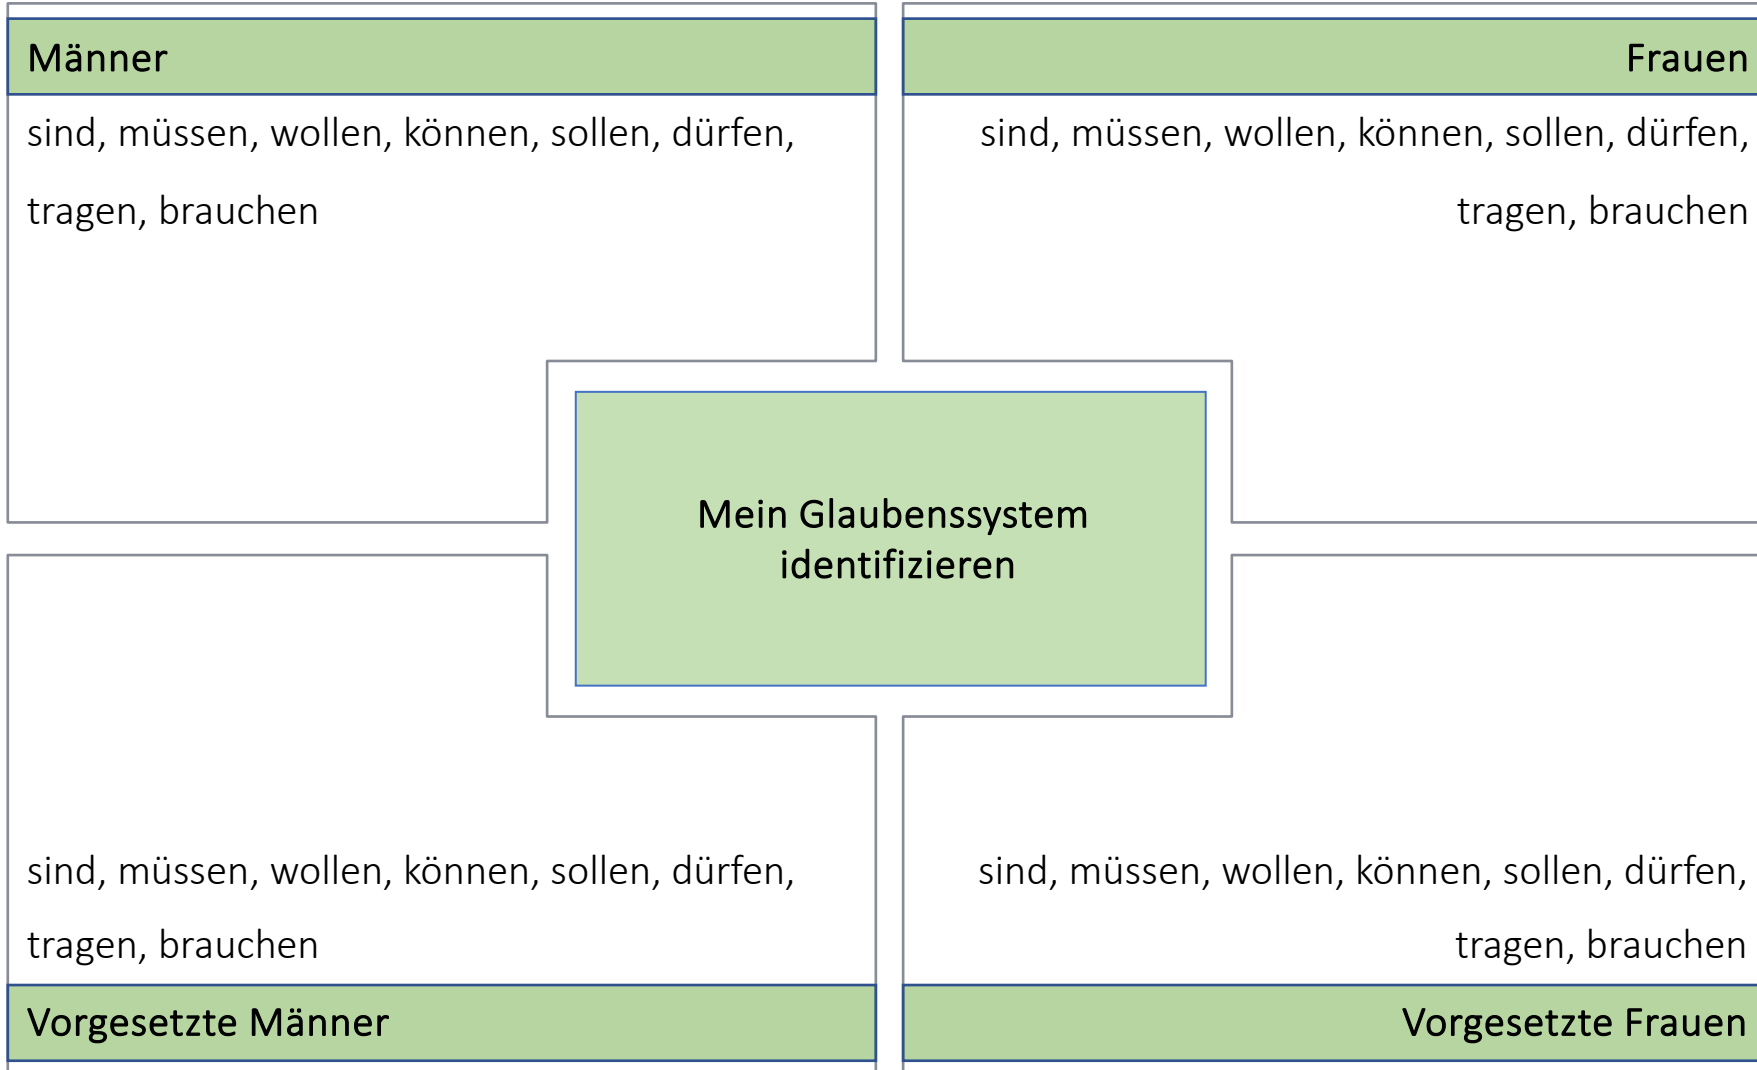 Männer
sind, müssen, wollen, können, sollen, dürfen,
tragen, brauchen
Frauen
sind, müssen, wollen, können, sollen, dürfen,
tragen, brauchen
Mein Glaubenssystem
identifizieren
sind, müssen, wollen, können, sollen, dürfen,
tragen, brauchen
Vorgesetzte Männer
sind, müssen, wollen, können, sollen, dürfen,
tragen, brauchen
Vorgesetzte Frauen